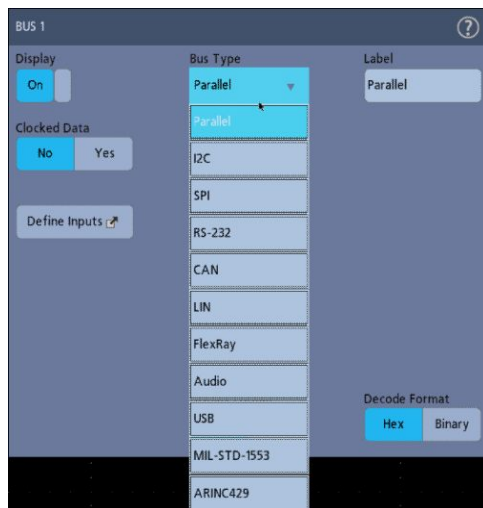 BUS 1
?
Display
Bus Type
Label
On
Parallel
Parallel
Parallel
Clocked Data
No
Yes
I2C
SPI
Define Inputs
RS-232
CAN
LIN
FlexRay
Audio
Decode Format
USB
Hex
Binary
MIL-STD-1553
ARINC429